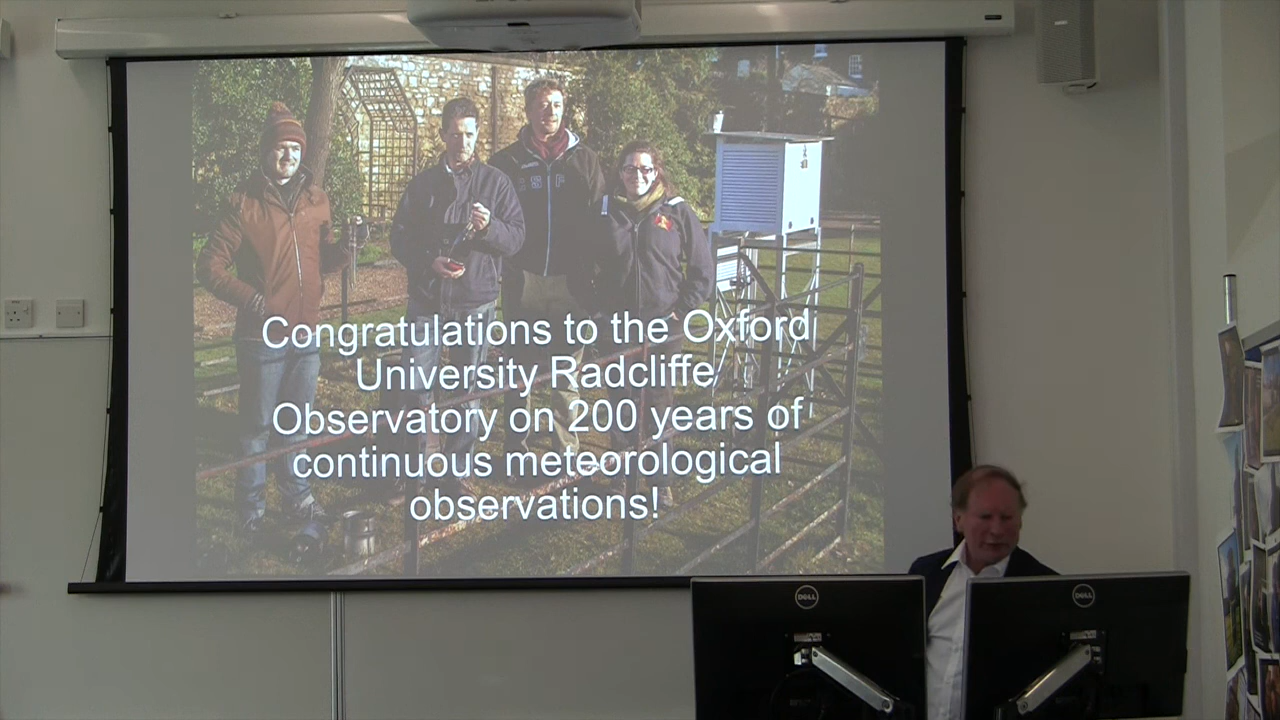 Congratulations to the Oxford
University Radcliffe
Observatory on 200 years of
continuous meteorological
observations!
DELL
DELL